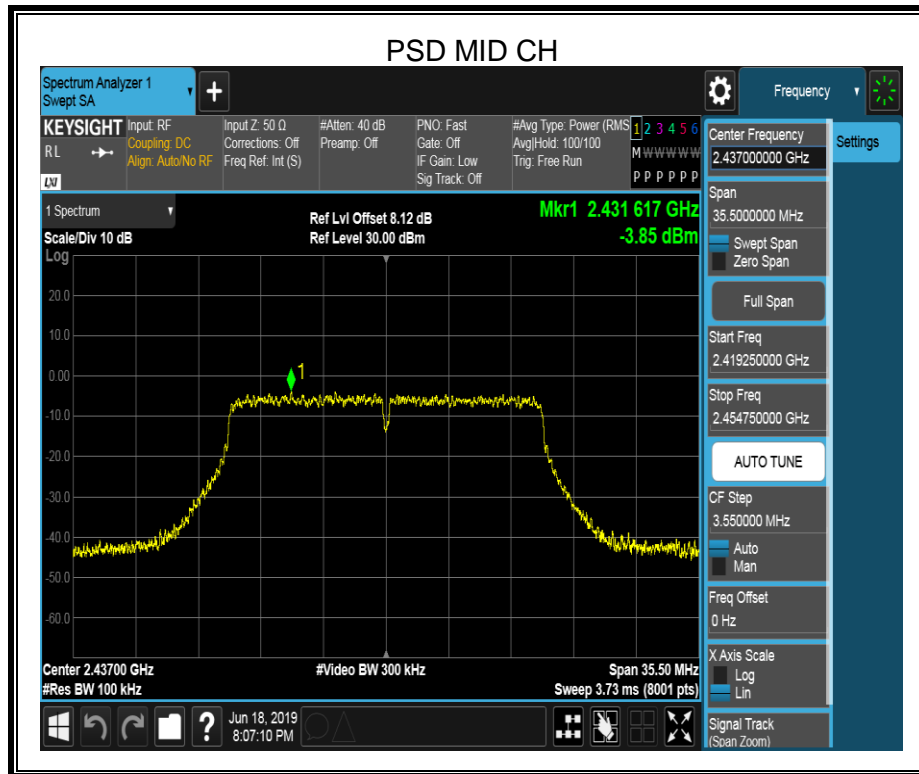 PSD MID CH
Spectrum Analyzer 1
Swept SA
+
Frequency
KEYSIGHT
RL
LXI
Input: RF
Coupling: DC
Align: Auto/No RF
Input Z: 50 Ω
Corrections: Off
Freq Ref: Int (S)
#Atten: 40 dB
Preamp: Off
PNO: Fast
Gate: Off
IF Gain: Low
Sig Track: Off
#Avg Type: Power (RMS
Avg|Hold: 100/100
Trig: Free Run
1 2 3 4 5 6
M W W W W W
P P P P P P
Settings
1 Spectrum
Scale/Div 10 dB
Log
Ref Lvl Offset 8.12 dB
Ref Level 30.00 dBm
Mkr1 2.431 617 GHz
-3.85 dBm
20.0
10.0
0.00
-10.0
-20.0
-30.0
-40.0
-50.0
-60.0
1
Center 2.43700 GHz
#Res BW 100 kHz
#Video BW 300 kHz
Span 35.50 MHz
Sweep 3.73 ms (8001 pts)
Center Frequency
2.437000000 GHz
Span
35.5000000 MHz
Swept Span
Zero Span
Full Span
Start Freq
2.419250000 GHz
Stop Freq
2.454750000 GHz
AUTO TUNE
CF Step
3.550000 MHz
Auto
Man
Freq Offset
0 Hz
X Axis Scale
Log
Lin
Signal Track
(Span Zoom)
?
Jun 18, 2019
8:07:10 PM